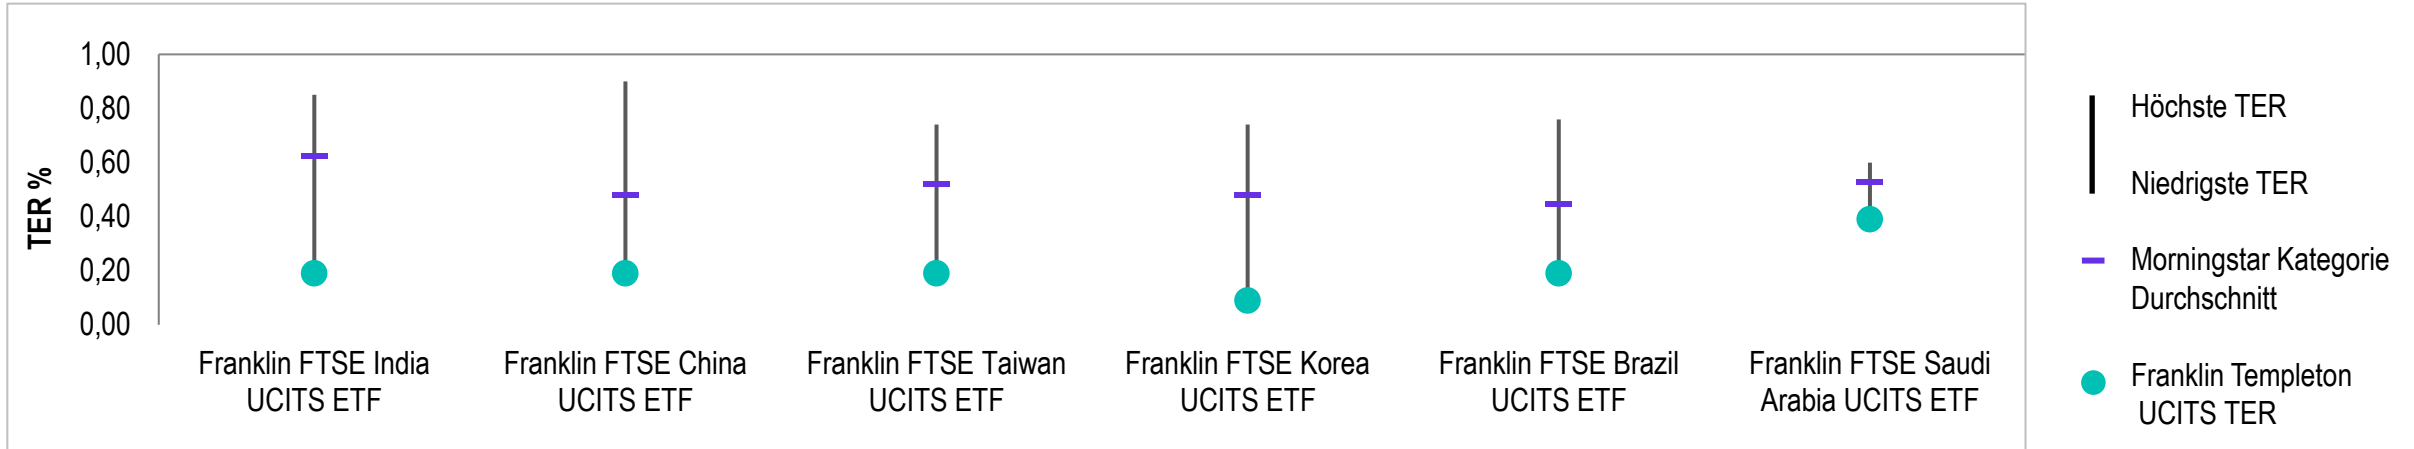 TER %
1,00
0,80
0,60
0,40
0,20
0,00
Franklin FTSE India
UCITS ETF
Franklin FTSE China
UCITS ETF
Franklin FTSE Taiwan
UCITS ETF
Franklin FTSE Korea
UCITS ETF
Franklin FTSE Brazil
UCITS ETF
Franklin FTSE Saudi
Arabia UCITS ETF
Höchste TER
Niedrigste TER
Morningstar Kategorie
Durchschnitt
Franklin Templeton
UCITS TER